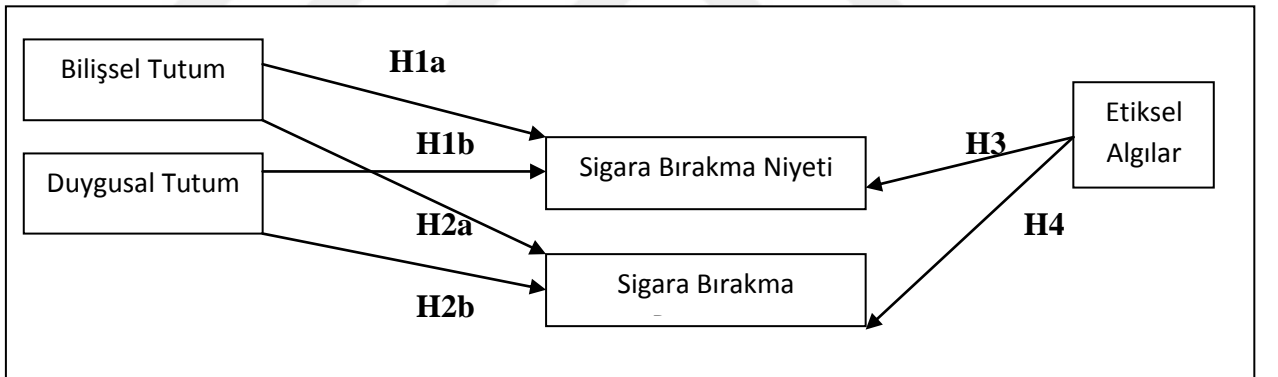 Bilişsel Tutum
H1a
Etiksel
Algılar
H1b
H3
Sigara Bırakma Niyeti
Duygusal Tutum
H2a
H4
Sigara Bırakma
H2b